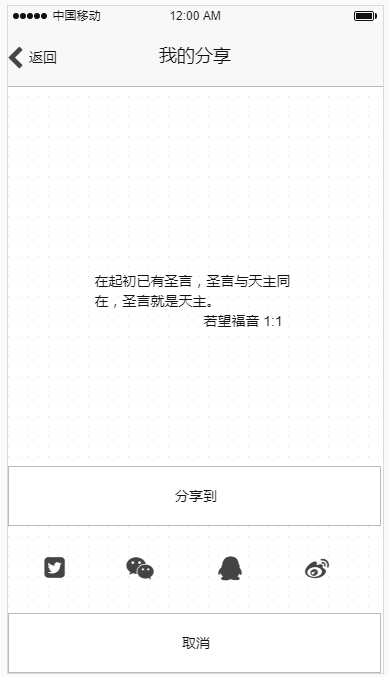 中国移动 12:00 AM
返回 我的分享
在起初已有圣言，圣言与天主同
在，圣言就是天主。
若望福音 1:1
分享到
取消